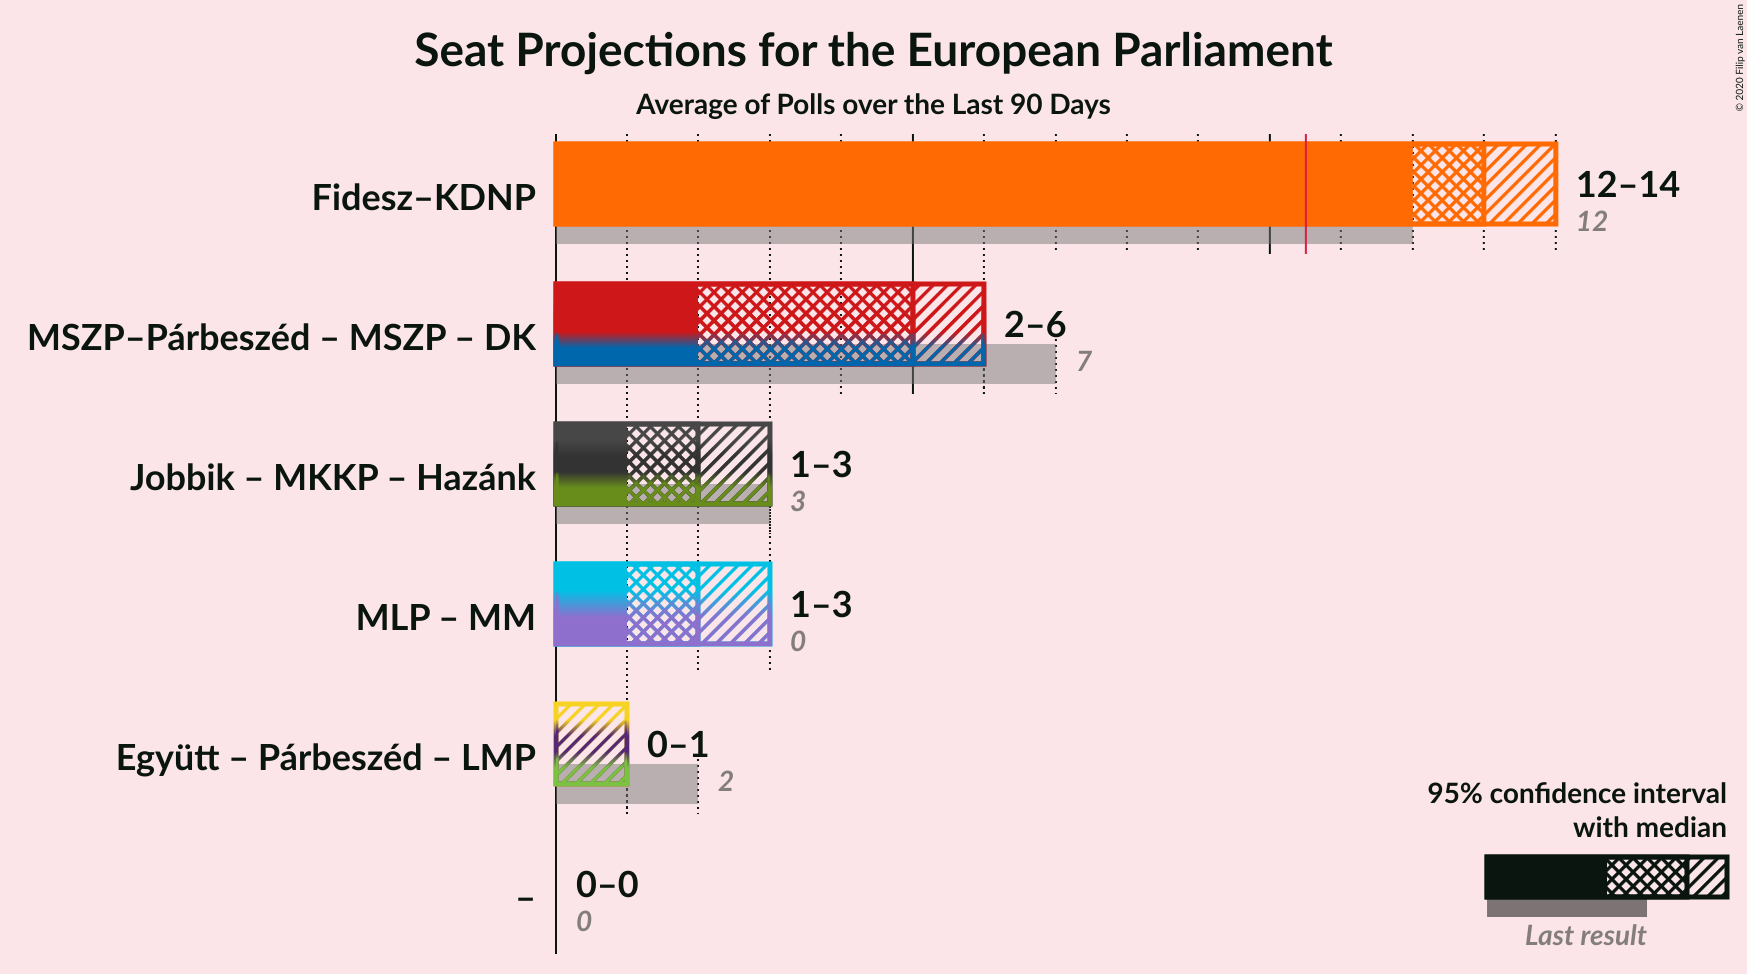 Seat Projections for the European Parliament
Average of Polls over the Last 90 Days
© 2020 Filip van Laenen
Fidesz–KDNP
12–14
12
MSZP–Párbeszéd – MSZP – DK
2–6
7
Jobbik – MKKP – Hazánk
1–3
3
MLP – MM
1–3
0
Együtt – Párbeszéd – LMP
0–1
2
–
0–0
0
95% confidence interval
with median
Last result